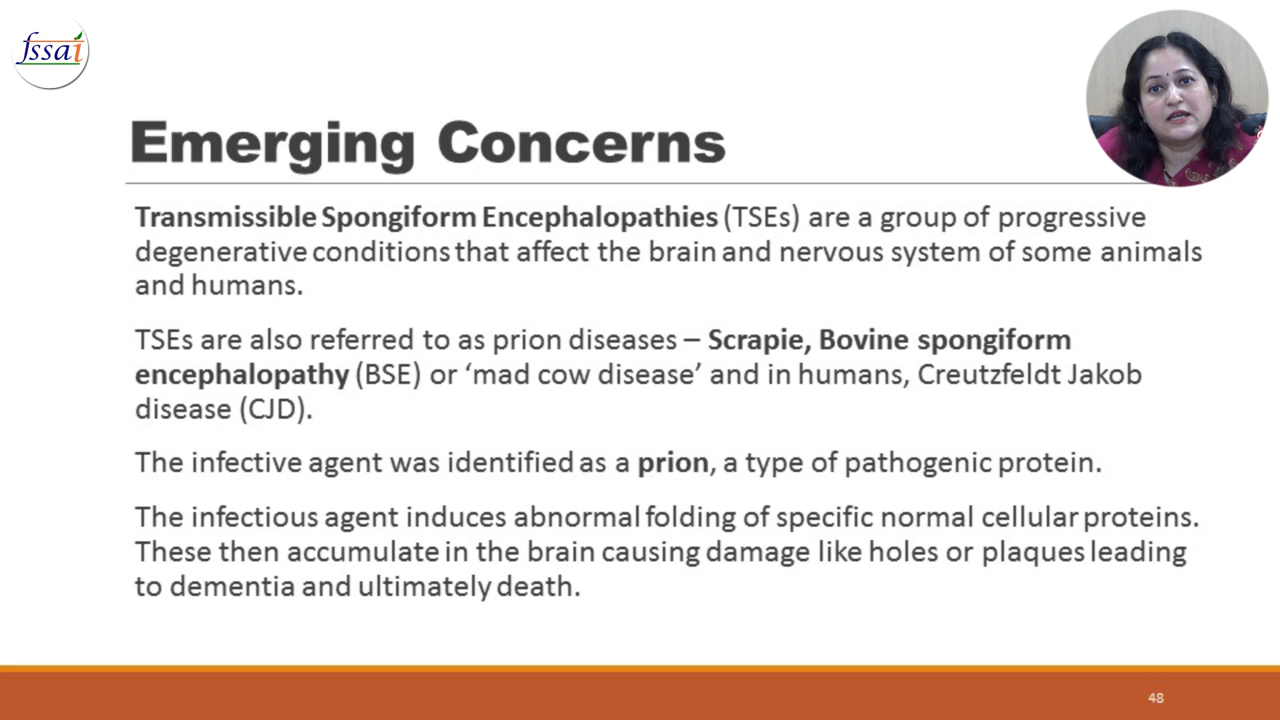 fssai
Emerging Concerns
Transmissible Spongiform Encephalopathies (TSEs) are a group of progressive
degenerative conditions that affect the brain and nervous system of some animals
and humans.
TSEs are also referred to as prion diseases – Scrapie, Bovine spongiform
encephalopathy (BSE) or ‘mad cow disease’ and in humans, Creutzfeldt Jakob
disease (CJD).
The infective agent was identified as a prion, a type of pathogenic protein.
The infectious agent induces abnormal folding of specific normal cellular proteins.
These then accumulate in the brain causing damage like holes or plaques leading
to dementia and ultimately death.
48